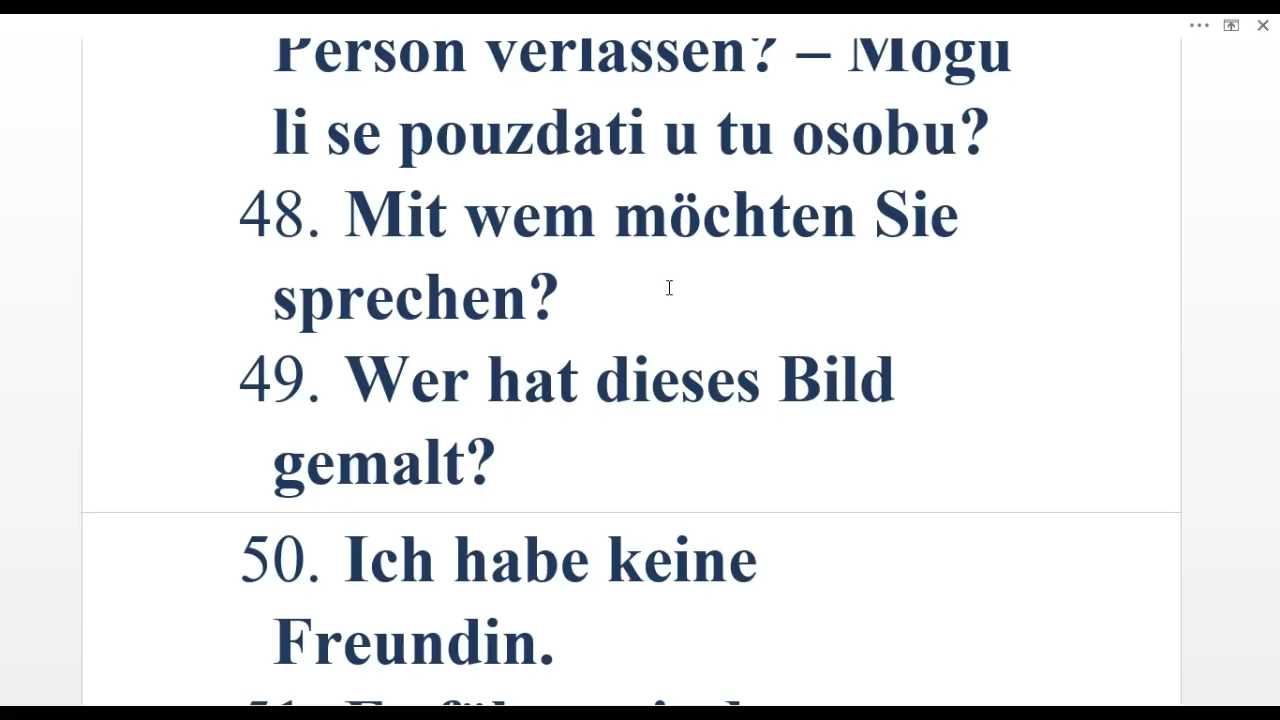 Person verlassen? – Mogu
li se pouzdati u tu osobu?
48. Mit wem möchten Sie
sprechen?
49. Wer hat dieses Bild
gemalt?
50. Ich habe keine
Freundin.